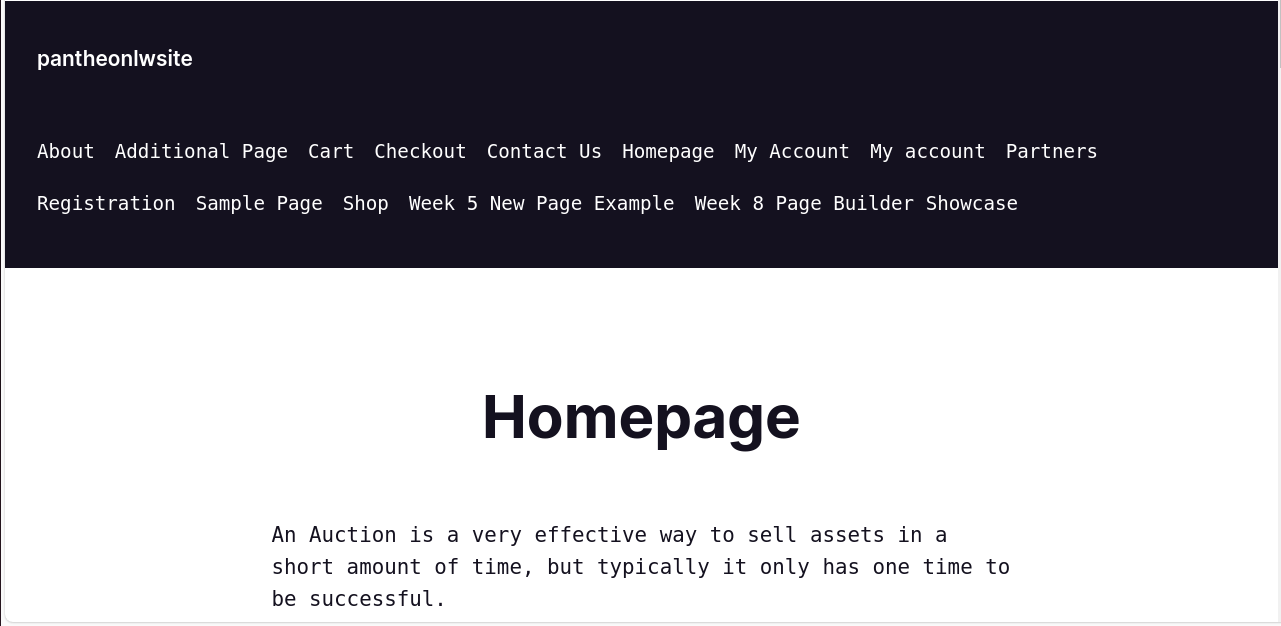 pantheonlwsite
About Additional Page Cart Checkout Contact Us Homepage My Account My account Partners
Registration Sample Page Shop Week 5 New Page Example Week 8 Page Builder Showcase
Homepage
An Auction is a very effective way to sell assets in a
short amount of time, but typically it only has one time to
be successful.